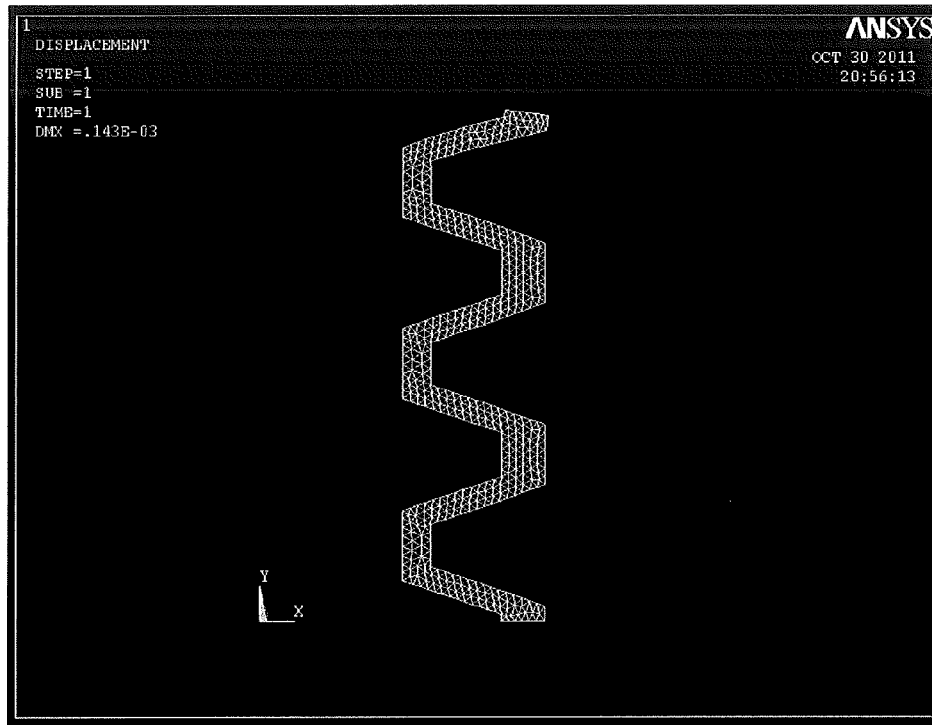 1
DISPLACEMENT
STEP=1
SUB =1
TIME=1
DMX =.143E-03
ANSYS
OCT 30 2011
20:56:13
Y
X